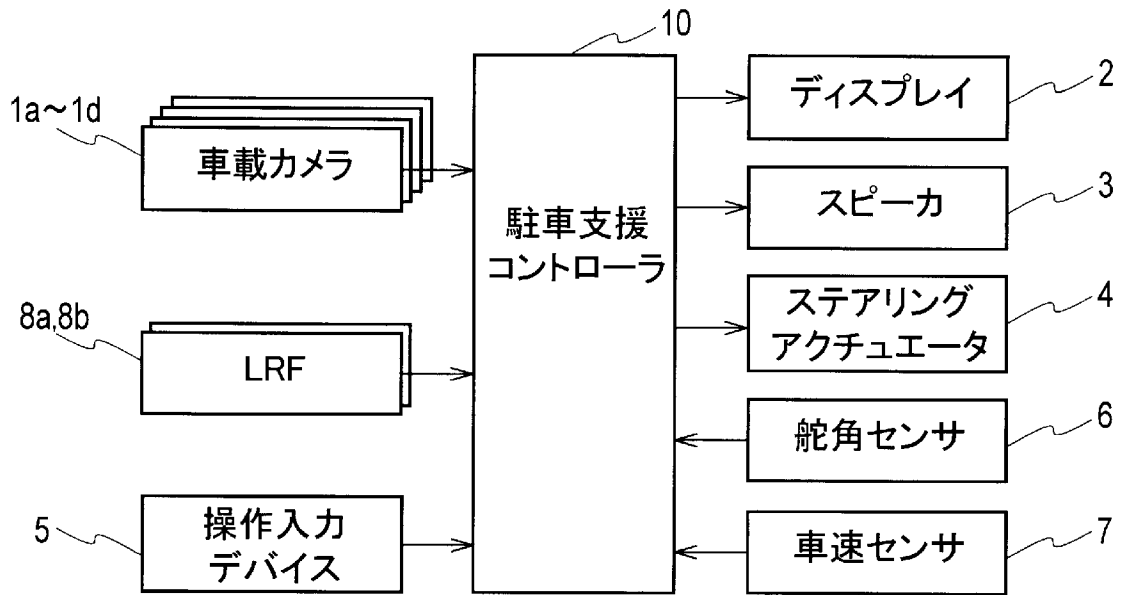 10
1a～1d
車載カメラ
8a,8b
LRF
5
操作入力
デバイス
駐車支援
コントローラ
ディスプレイ
2
スピーカ
3
ステアリング
アクチュエータ
4
舵角センサ
6
車速センサ
7